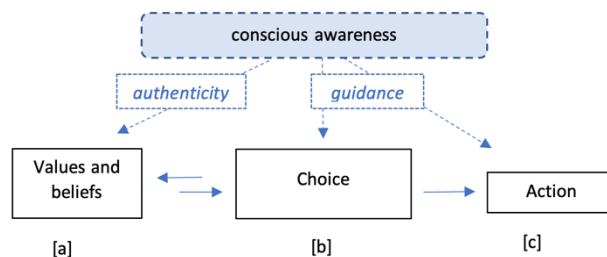 conscious awareness
authenticity
guidance
Values and
beliefs
Choice
Action
[a]
[b]
[c]